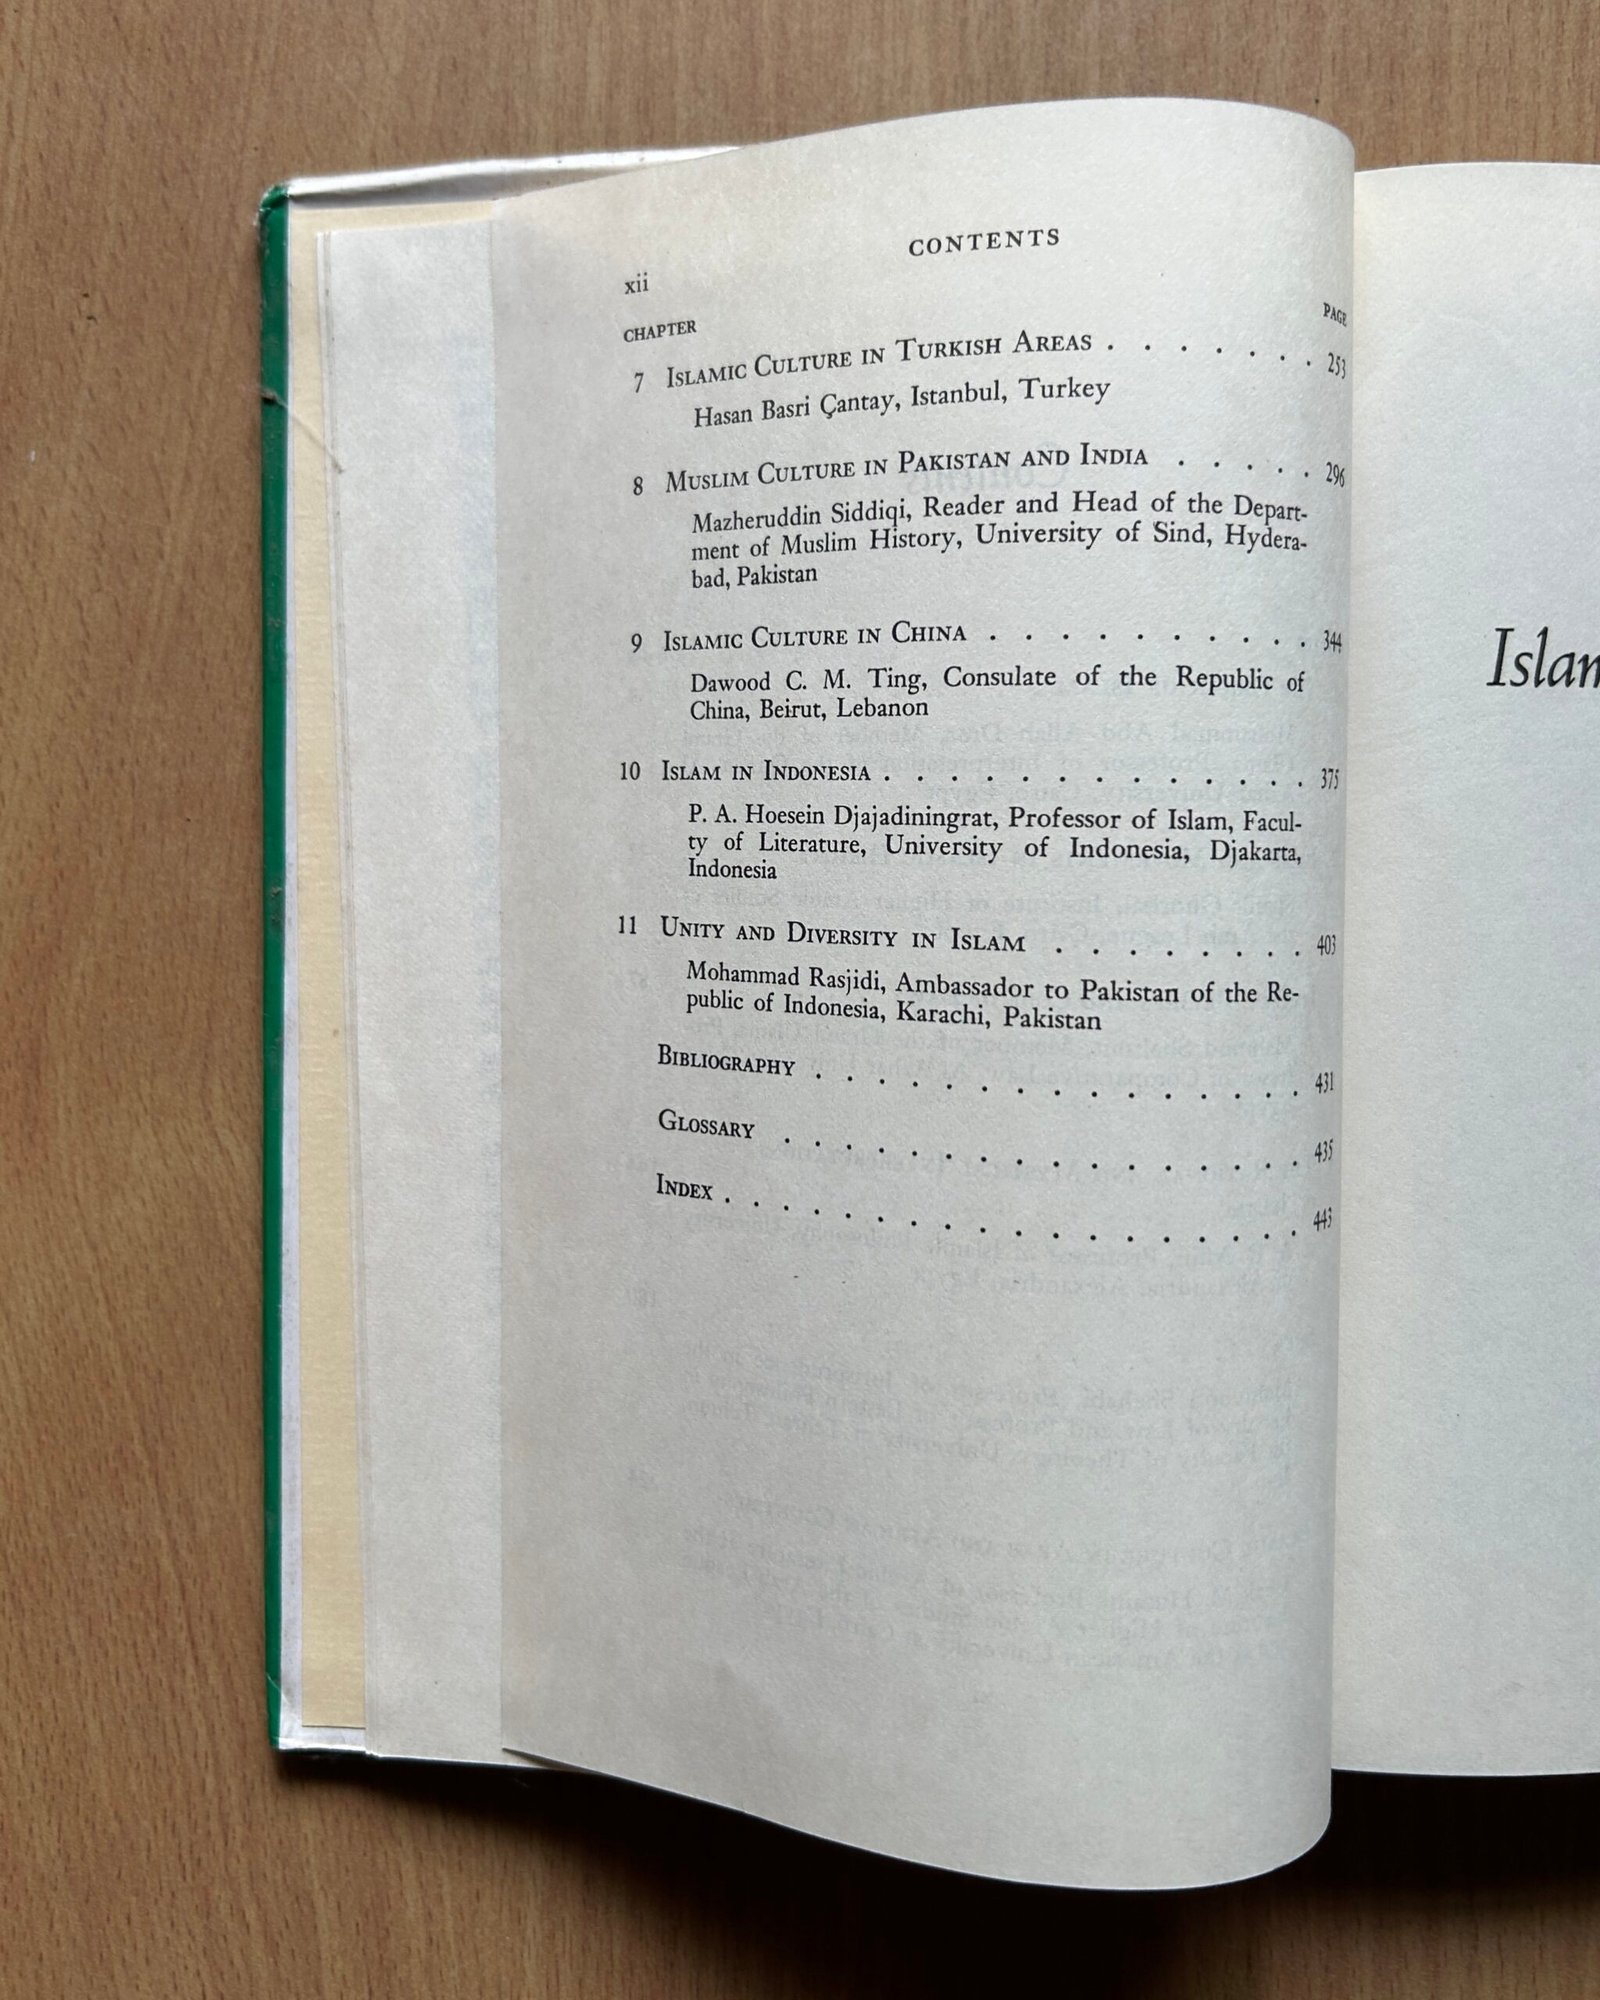 CONTENTS
xii
CHAPTER PAGE
7 ISLAMIC CULTURE IN TURKISH AREAS . . . . . . . 253
Hasan Basri Çantay, Istanbul, Turkey
8 MUSLIM CULTURE IN PAKISTAN AND INDIA . . . . . 296
Mazheruddin Siddiqi, Reader and Head of the Depart-
ment of Muslim History, University of Sind, Hydera-
bad, Pakistan
9 ISLAMIC CULTURE IN CHINA . . . . . . . . . . 344
Dawood C. M. Ting, Consulate of the Republic of
China, Beirut, Lebanon
10 ISLAM IN INDONESIA . . . . . . . . . . . . . 375
P. A. Hoesein Djajadiningrat, Professor of Islam, Facul-
ty of Literature, University of Indonesia, Djakarta,
Indonesia
11 UNITY AND DIVERSITY IN ISLAM . . . . . . . . 403
Mohammad Rasjidi, Ambassador to Pakistan of the Re-
public of Indonesia, Karachi, Pakistan
BIBLIOGRAPHY . . . . . . . . . . . . . . . 431
GLOSSARY . . . . . . . . . . . . . . . . 435
INDEX . . . . . . . . . . . . . . . . . . 443